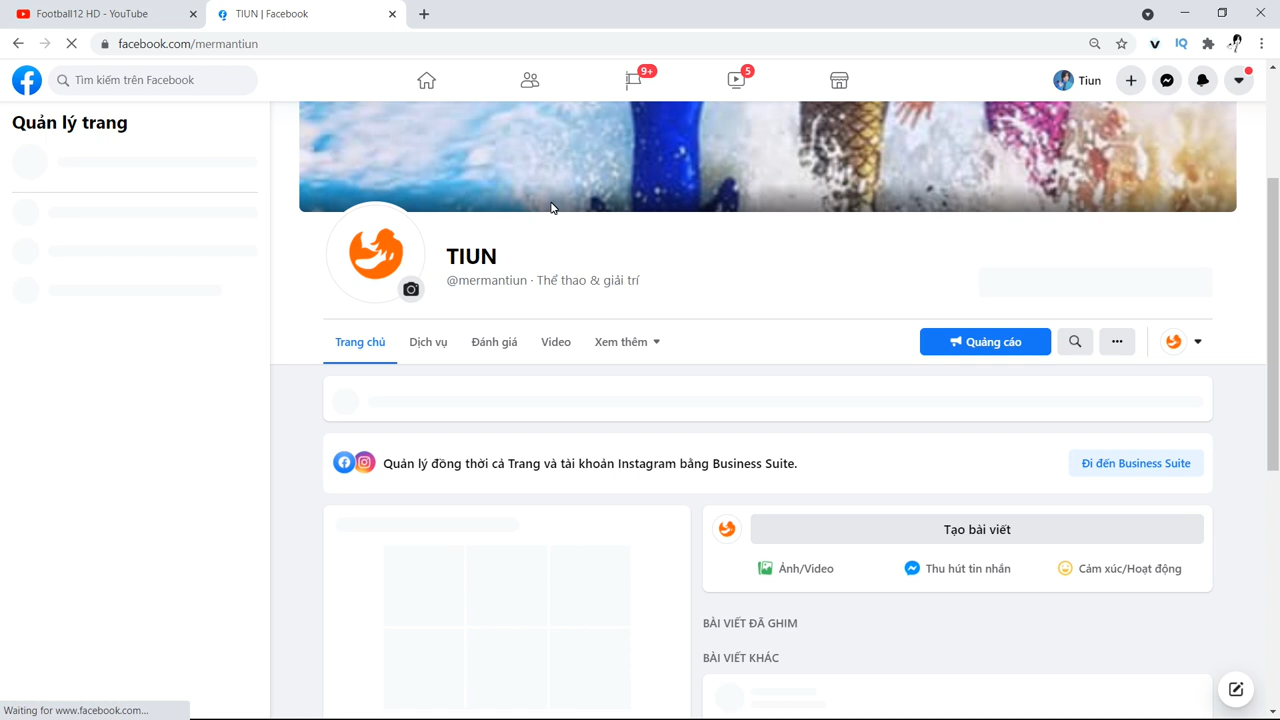 Football12 HD - YouTube
TIUN | Facebook
facebook.com/mermantiun
IQ
Tìm kiếm trên Facebook
9+
5
Tiun
Quản lý trang
TIUN
@mermantiun · Thể thao & giải trí
Trang chủ
Dịch vụ
Đánh giá
Video
Xem thêm
Quảng cáo
Quản lý đồng thời cả Trang và tài khoản Instagram bằng Business Suite.
Đi đến Business Suite
Tạo bài viết
Ảnh/Video
Thu hút tin nhắn
Cảm xúc/Hoạt động
BÀI VIẾT ĐÃ GHIM
BÀI VIẾT KHÁC
Waiting for www.facebook.com...